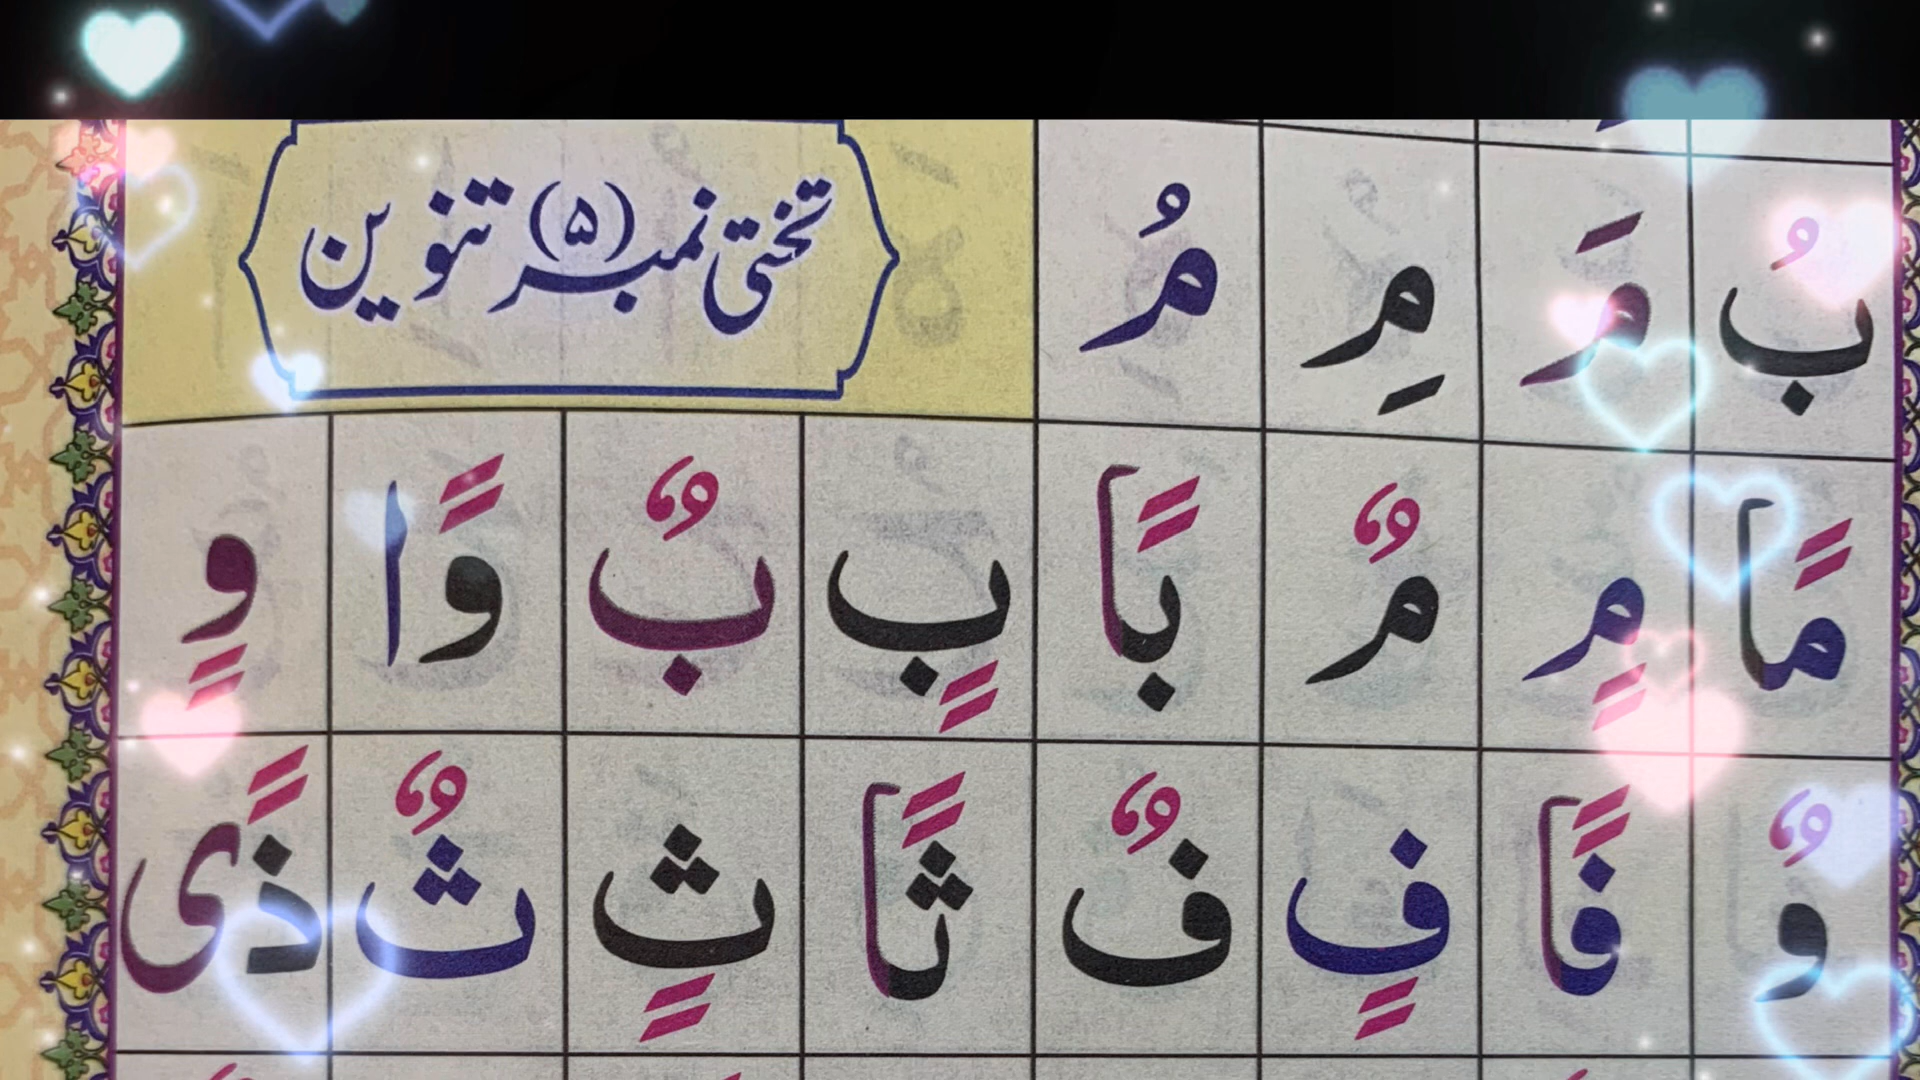 بُ مَ مِ مُ
تختی نمبر (۵) تنوین
مًا مٍ مٌ بًا بٍ بٌ وًا وٍ
وٌ فًا فٍ فٌ ثًا ثٍ ثٌ ذًی